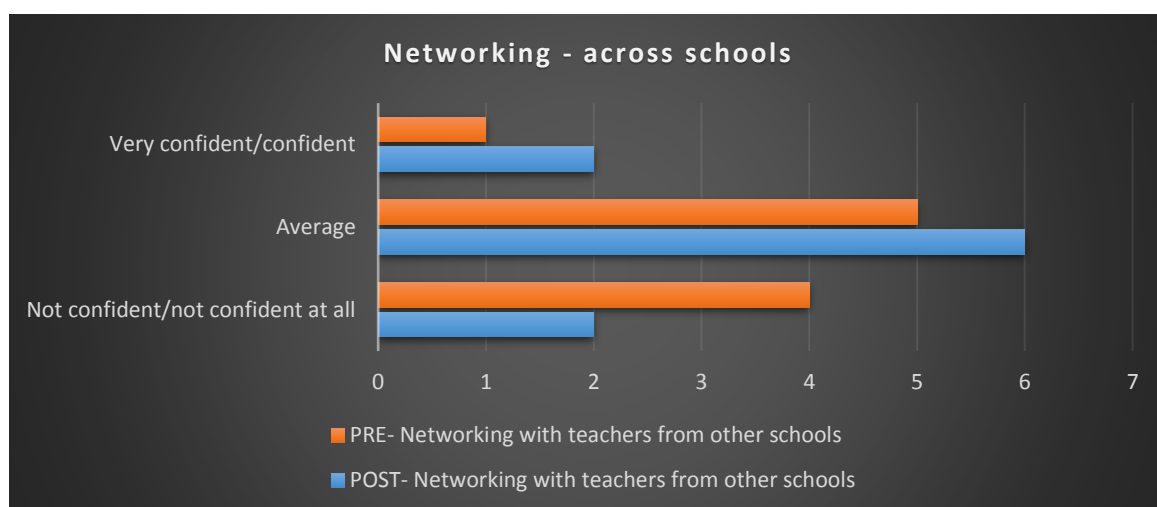 Networking - across schools
Very confident/confident
Average
Not confident/not confident at all
0 1 2 3 4 5 6 7
PRE- Networking with teachers from other schools
POST- Networking with teachers from other schools